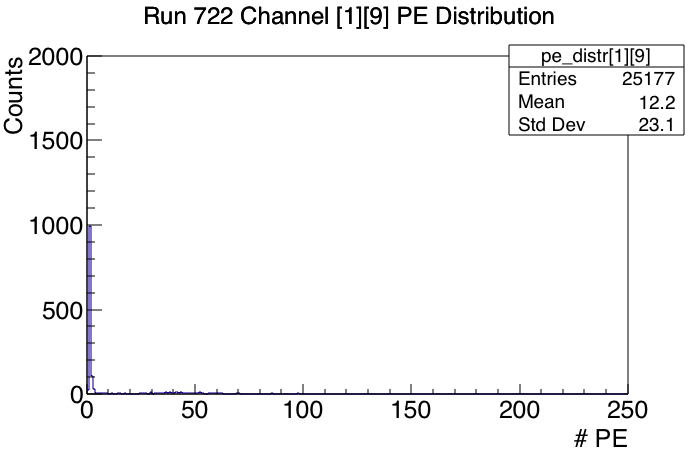 Run 722 Channel [1][9] PE Distribution
pe_distr[1][9]
Entries 25177
Mean 12.2
Std Dev 23.1
Counts
2000
1500
1000
500
0
0 50 100 150 200 250
# PE